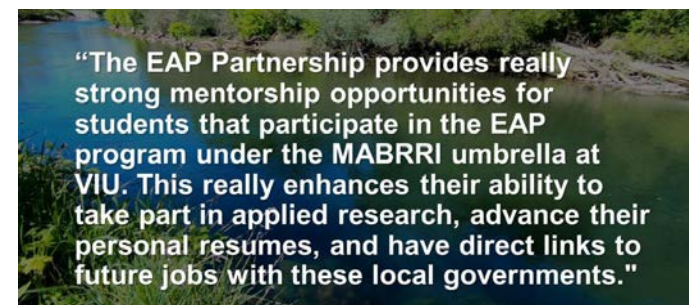 “The EAP Partnership provides really
strong mentorship opportunities for
students that participate in the EAP
program under the MABRRI umbrella at
VIU. This really enhances their ability to
take part in applied research, advance their
personal resumes, and have direct links to
future jobs with these local governments."